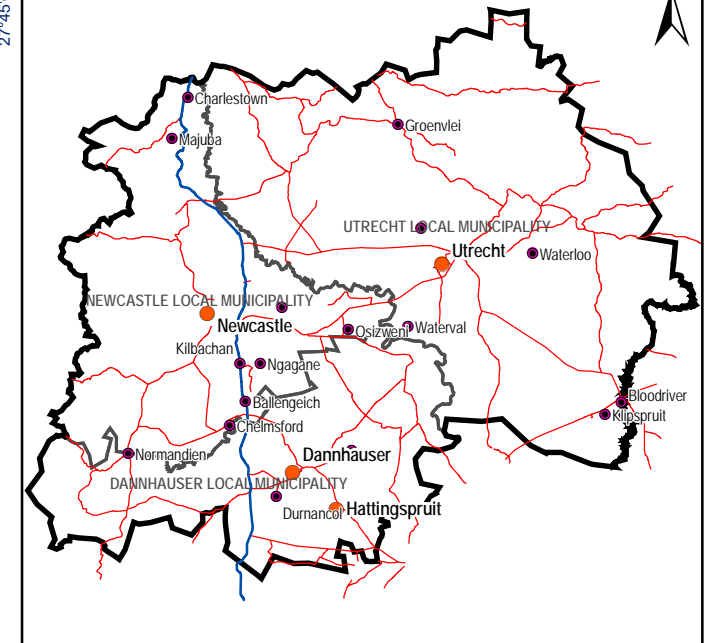 27°45'
Charlestown
Groenvlei
Majuba
UTRECHT LOCAL MUNICIPALITY
Utrecht
Waterloo
NEWCASTLE LOCAL MUNICIPALITY
Newcastle
Osizweni
Waterval
Kilbachan
Ngagane
Ballengeich
Bloodriver
Klipspruit
Chelmsford
Normandien
Dannhauser
DANNHAUSER LOCAL MUNICIPALITY
Durnancol
Hattingspruit